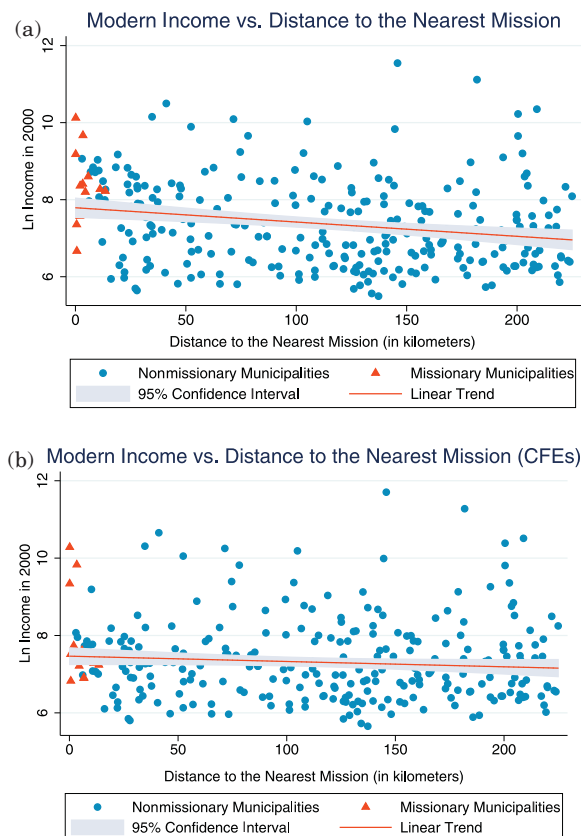 (a) Modern Income vs. Distance to the Nearest Mission
12
10
8
6
Ln Income in 2000
0 50 100 150 200
Distance to the Nearest Mission (in kilometers)
Nonmissionary Municipalities Missionary Municipalities
95% Confidence Interval Linear Trend
(b) Modern Income vs. Distance to the Nearest Mission (CFEs)
12
10
8
6
Ln Income in 2000
0 50 100 150 200
Distance to the Nearest Mission (in kilometers)
Nonmissionary Municipalities Missionary Municipalities
95% Confidence Interval Linear Trend